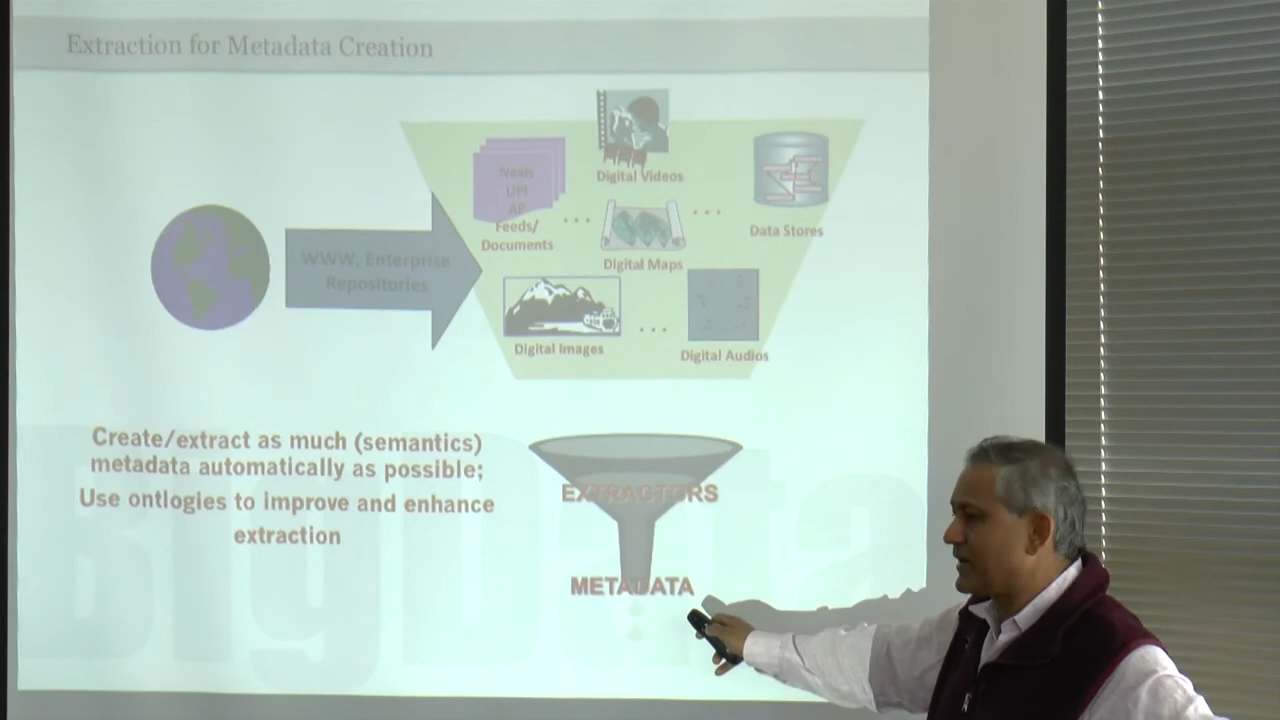 Extraction for Metadata Creation
Nexis
UPI
AP
Feeds/
Documents
Digital Videos
Data Stores
Digital Maps
WWW, Enterprise
Repositories
Digital Images
Digital Audios
Create/extract as much (semantics)
metadata automatically as possible;
Use ontlogies to improve and enhance
extraction
EXTRACTORS
METADATA
BigData